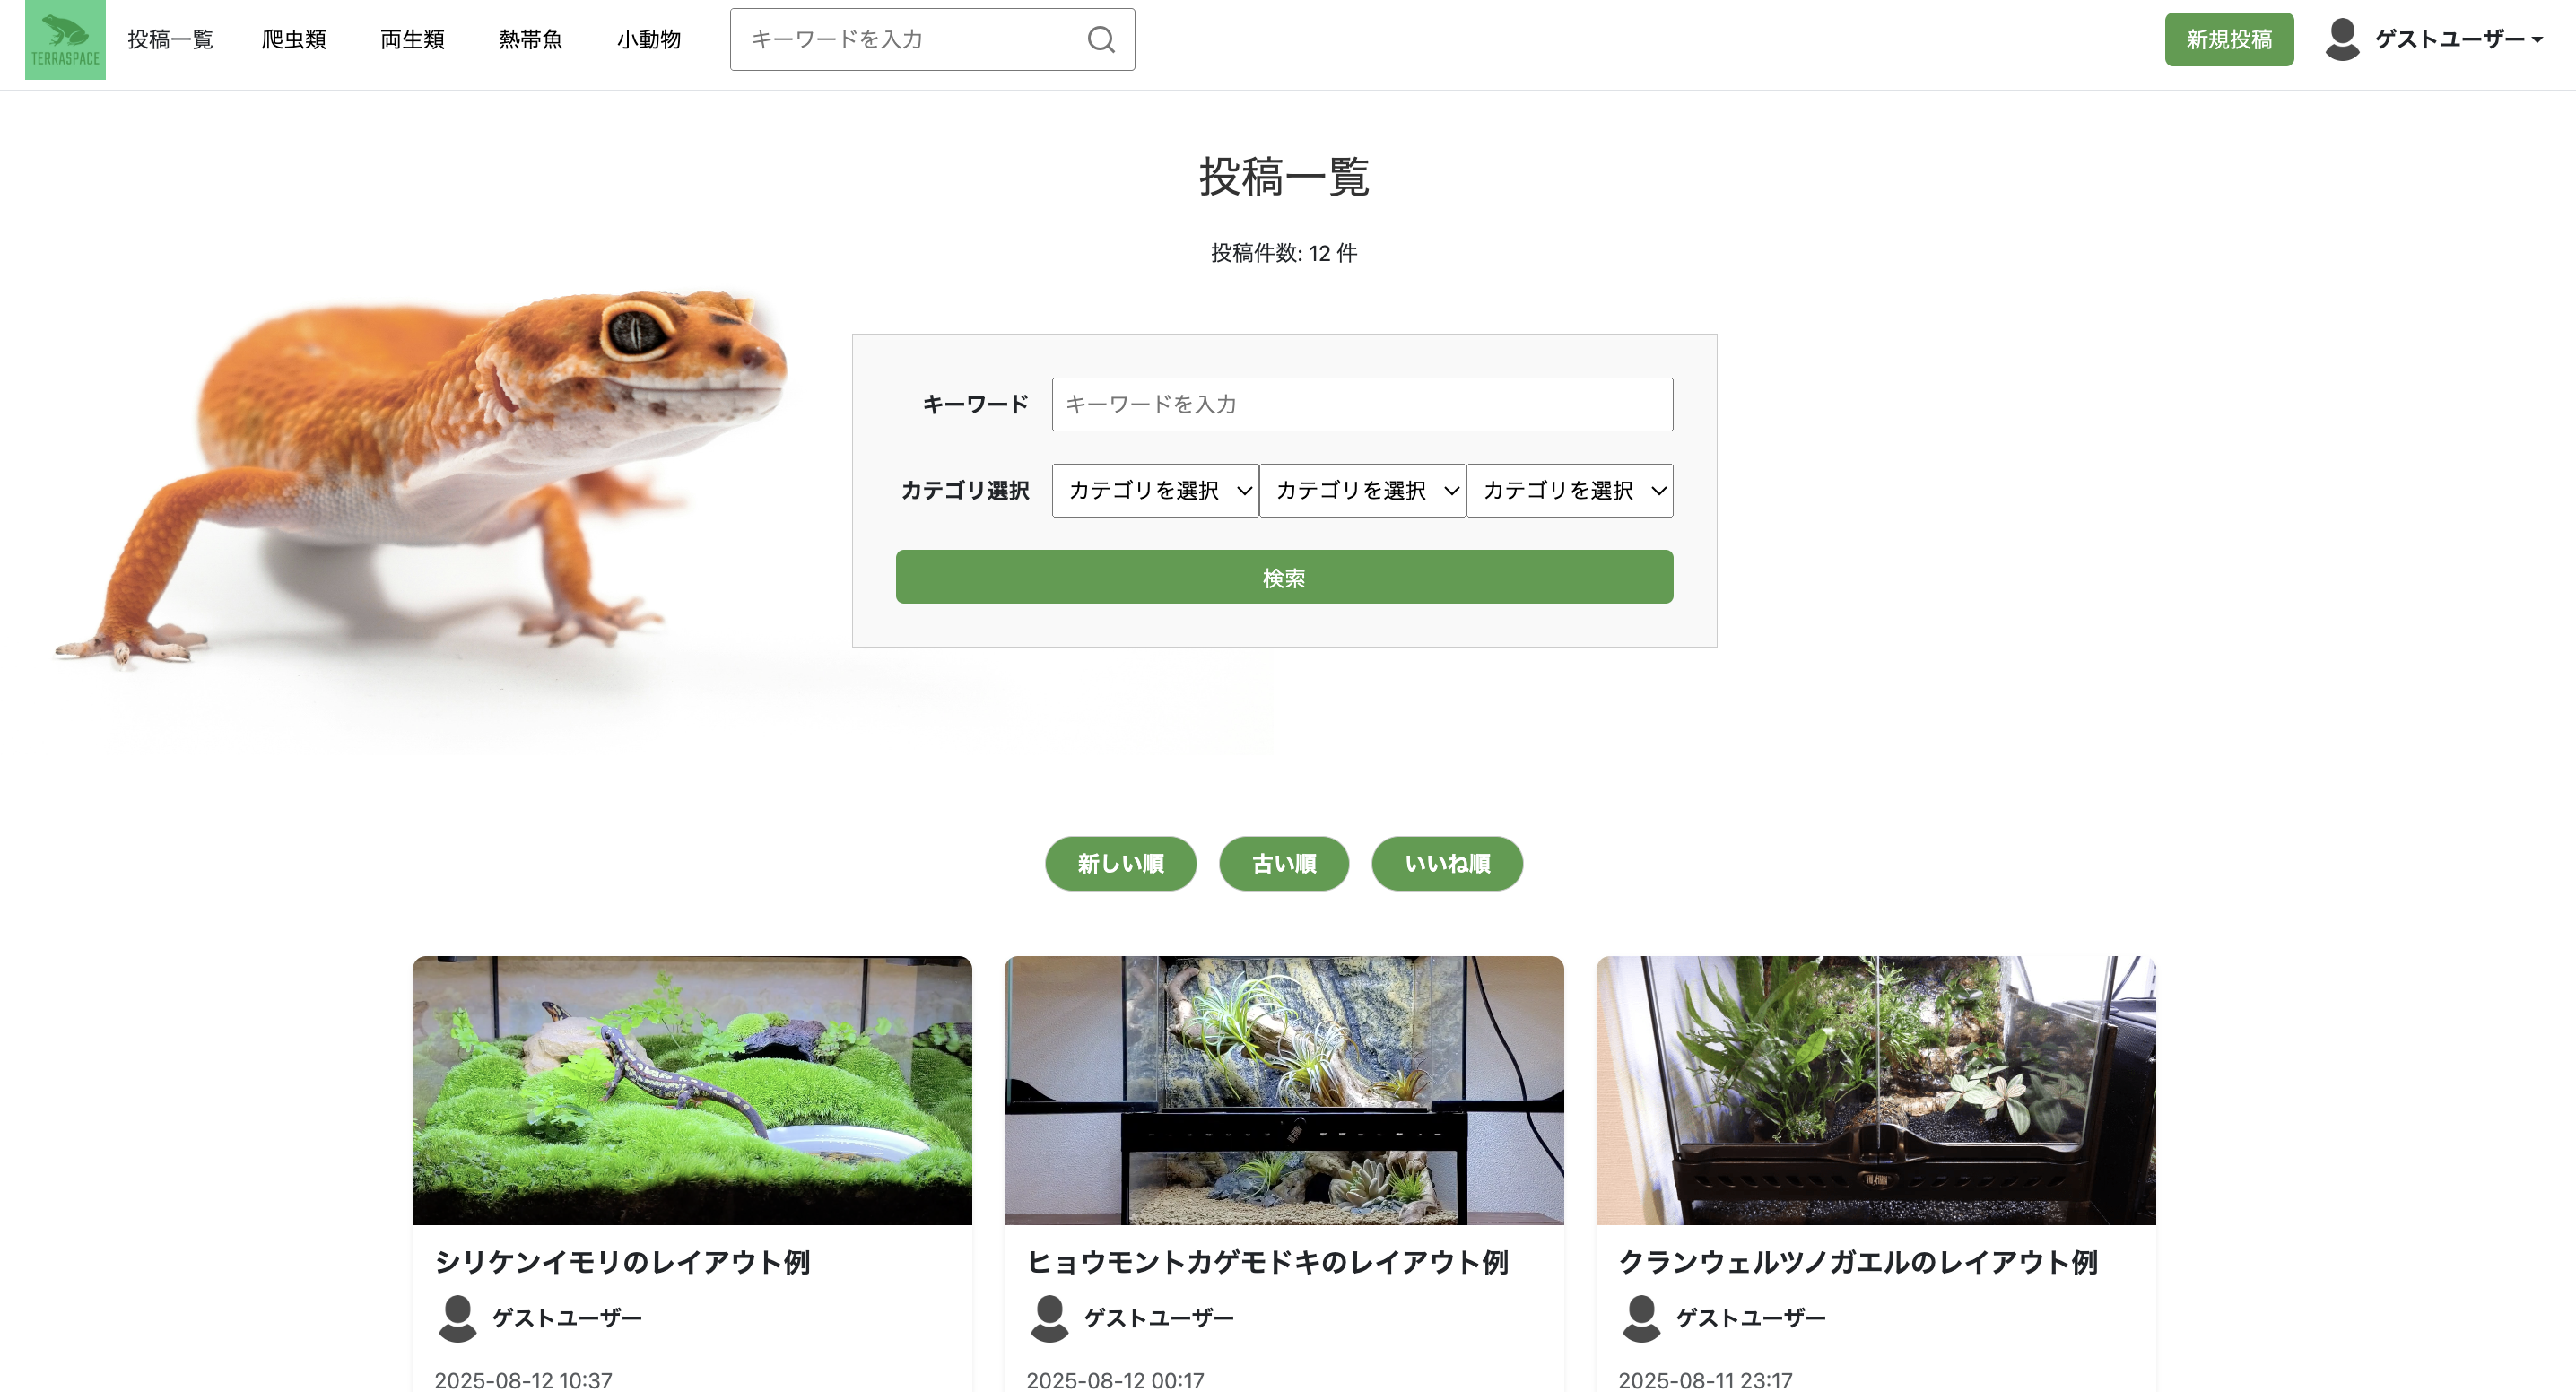 TERRASPACE
投稿一覧 爬虫類 両生類 熱帯魚 小動物 キーワードを入力 新規投稿 ゲストユーザー
投稿一覧
投稿件数: 12 件
キーワード キーワードを入力
カテゴリ選択 カテゴリを選択 カテゴリを選択 カテゴリを選択
検索
新しい順 古い順 いいね順
シリケンイモリのレイアウト例
ゲストユーザー
2025-08-12 10:37
ヒョウモントカゲモドキのレイアウト例
ゲストユーザー
2025-08-12 00:17
クランウェルツノガエルのレイアウト例
ゲストユーザー
2025-08-11 23:17